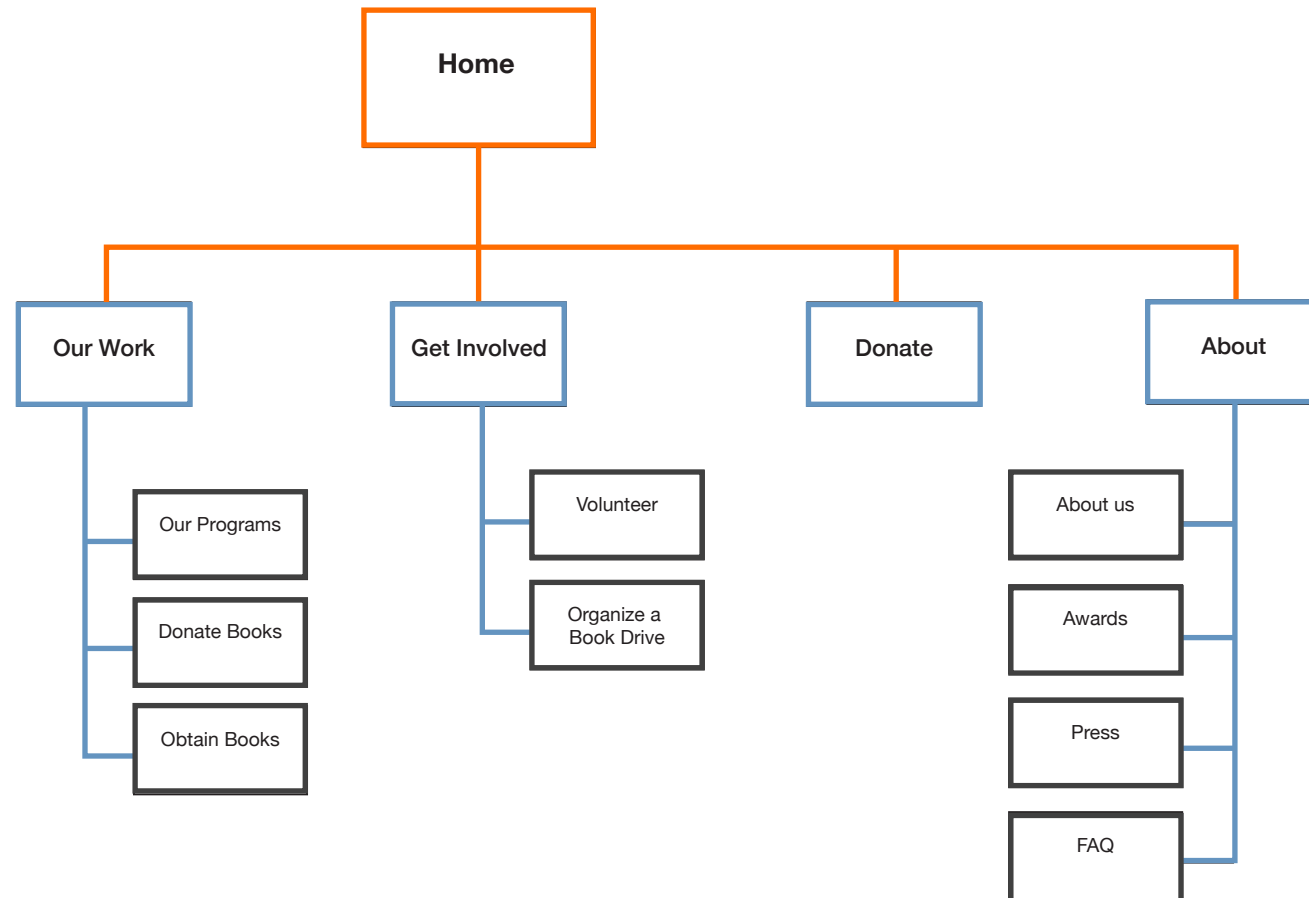 Home
Our Work
Get Involved
Donate
About
Our Programs
Donate Books
Obtain Books
Volunteer
Organize a
Book Drive
About us
Awards
Press
FAQ